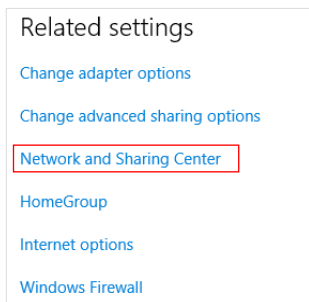 Related settings
Change adapter options
Change advanced sharing options
Network and Sharing Center
HomeGroup
Internet options
Windows Firewall